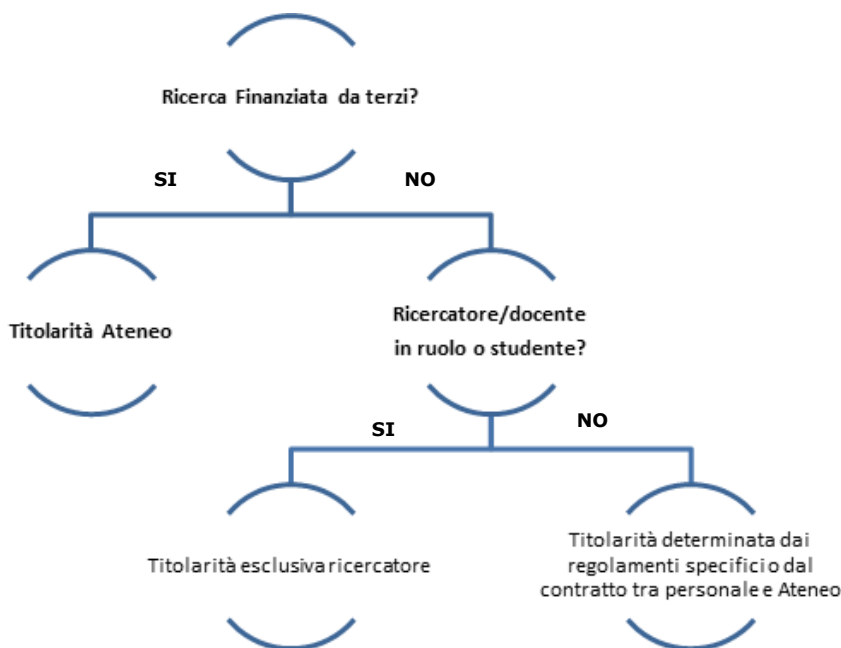 Ricerca Finanziata da terzi?
SI
NO
Titolarità Ateneo
Ricercatore/docente
in ruolo o studente?
SI
NO
Titolarità esclusiva ricercatore
Titolarità determinata dai
regolamenti specifici o dal
contratto tra personale e Ateneo